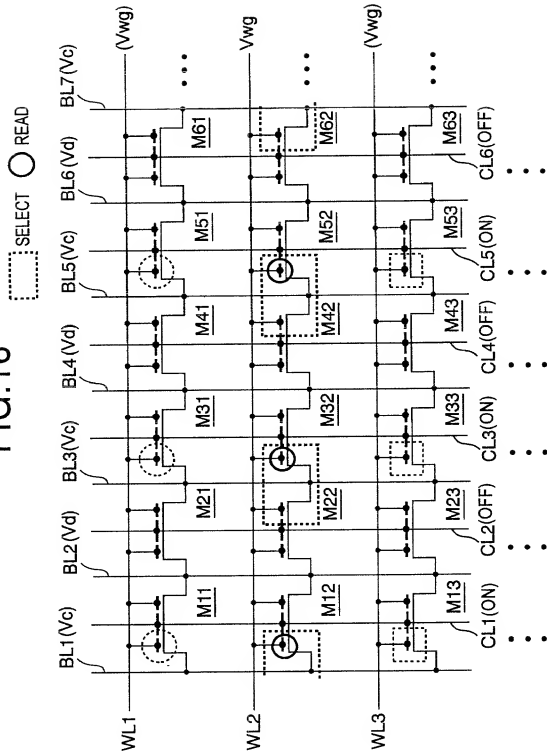 FIG.16
SELECT READ
BL1(Vc) BL2(Vd) BL3(Vc) BL4(Vd) BL5(Vc) BL6(Vd) BL7(Vc)
WL1 (Vwg)
M11 M21 M31 M41 M51 M61
WL2 Vwg
M12 M22 M32 M42 M52 M62
WL3 (Vwg)
M13 M23 M33 M43 M53 M63
CL1(ON) CL2(OFF) CL3(ON) CL4(OFF) CL5(ON) CL6(OFF)